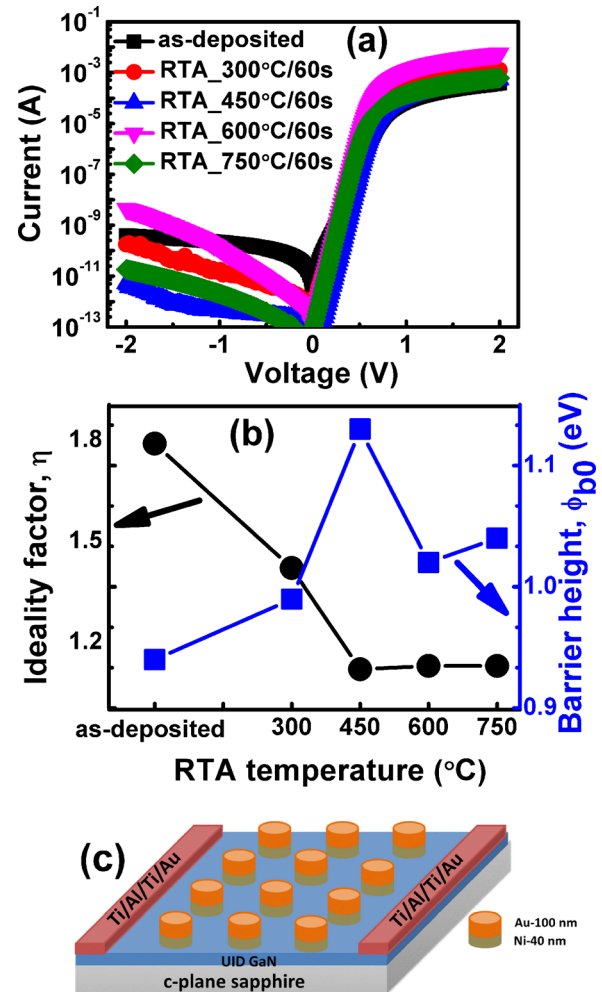 (a)
as-deposited
RTA_300°C/60s
RTA_450°C/60s
RTA_600°C/60s
RTA_750°C/60s
Current (A)
10⁻¹
10⁻³
10⁻⁵
10⁻⁷
10⁻⁹
10⁻¹¹
10⁻¹³
-2 -1 0 1 2
Voltage (V)
(b)
Ideality factor, η
1.8
1.5
1.2
Barrier height, ϕb0 (eV)
1.1
1.0
0.9
as-deposited 300 450 600 750
RTA temperature (°C)
(c)
Ti/Al/Ti/Au
Ti/Al/Ti/Au
Au-100 nm
Ni-40 nm
UID GaN
c-plane sapphire